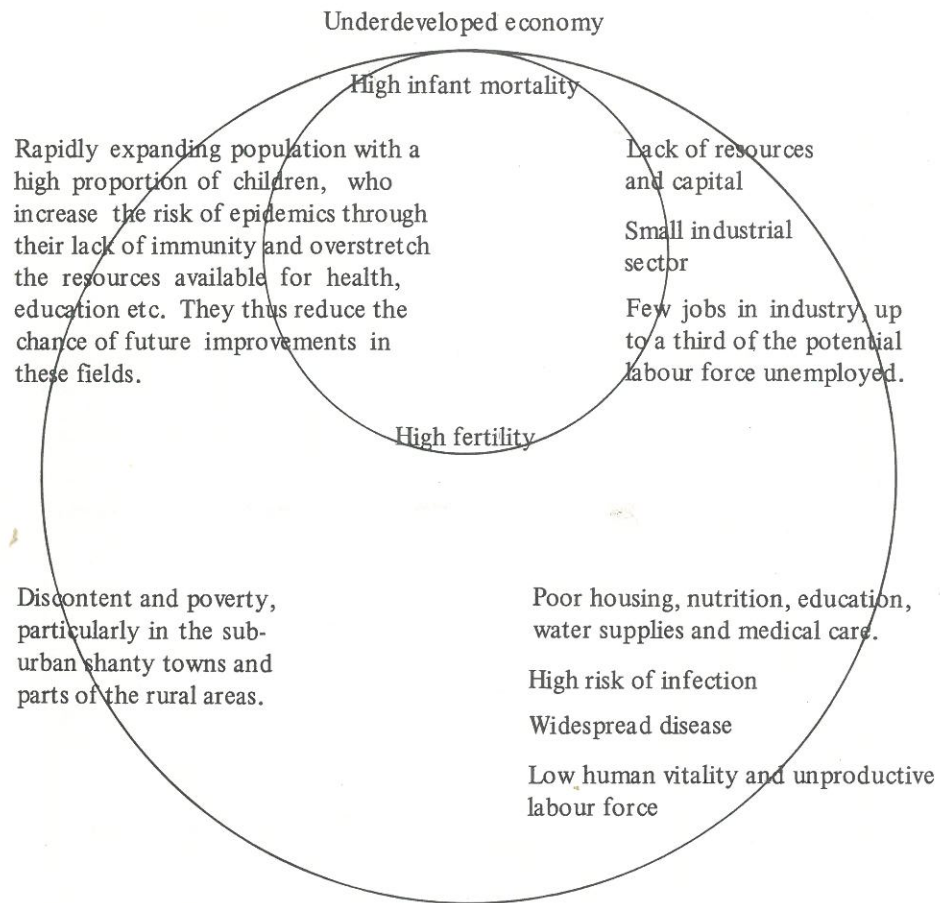 Underdeveloped economy
High infant mortality
Rapidly expanding population with a
high proportion of children, who
increase the risk of epidemics through
their lack of immunity and overstretch
the resources available for health,
education etc. They thus reduce the
chance of future improvements in
these fields.
Lack of resources
and capital
Small industrial
sector
Few jobs in industry, up
to a third of the potential
labour force unemployed.
High fertility
Discontent and poverty,
particularly in the sub-
urban shanty towns and
parts of the rural areas.
Poor housing, nutrition, education,
water supplies and medical care.
High risk of infection
Widespread disease
Low human vitality and unproductive
labour force